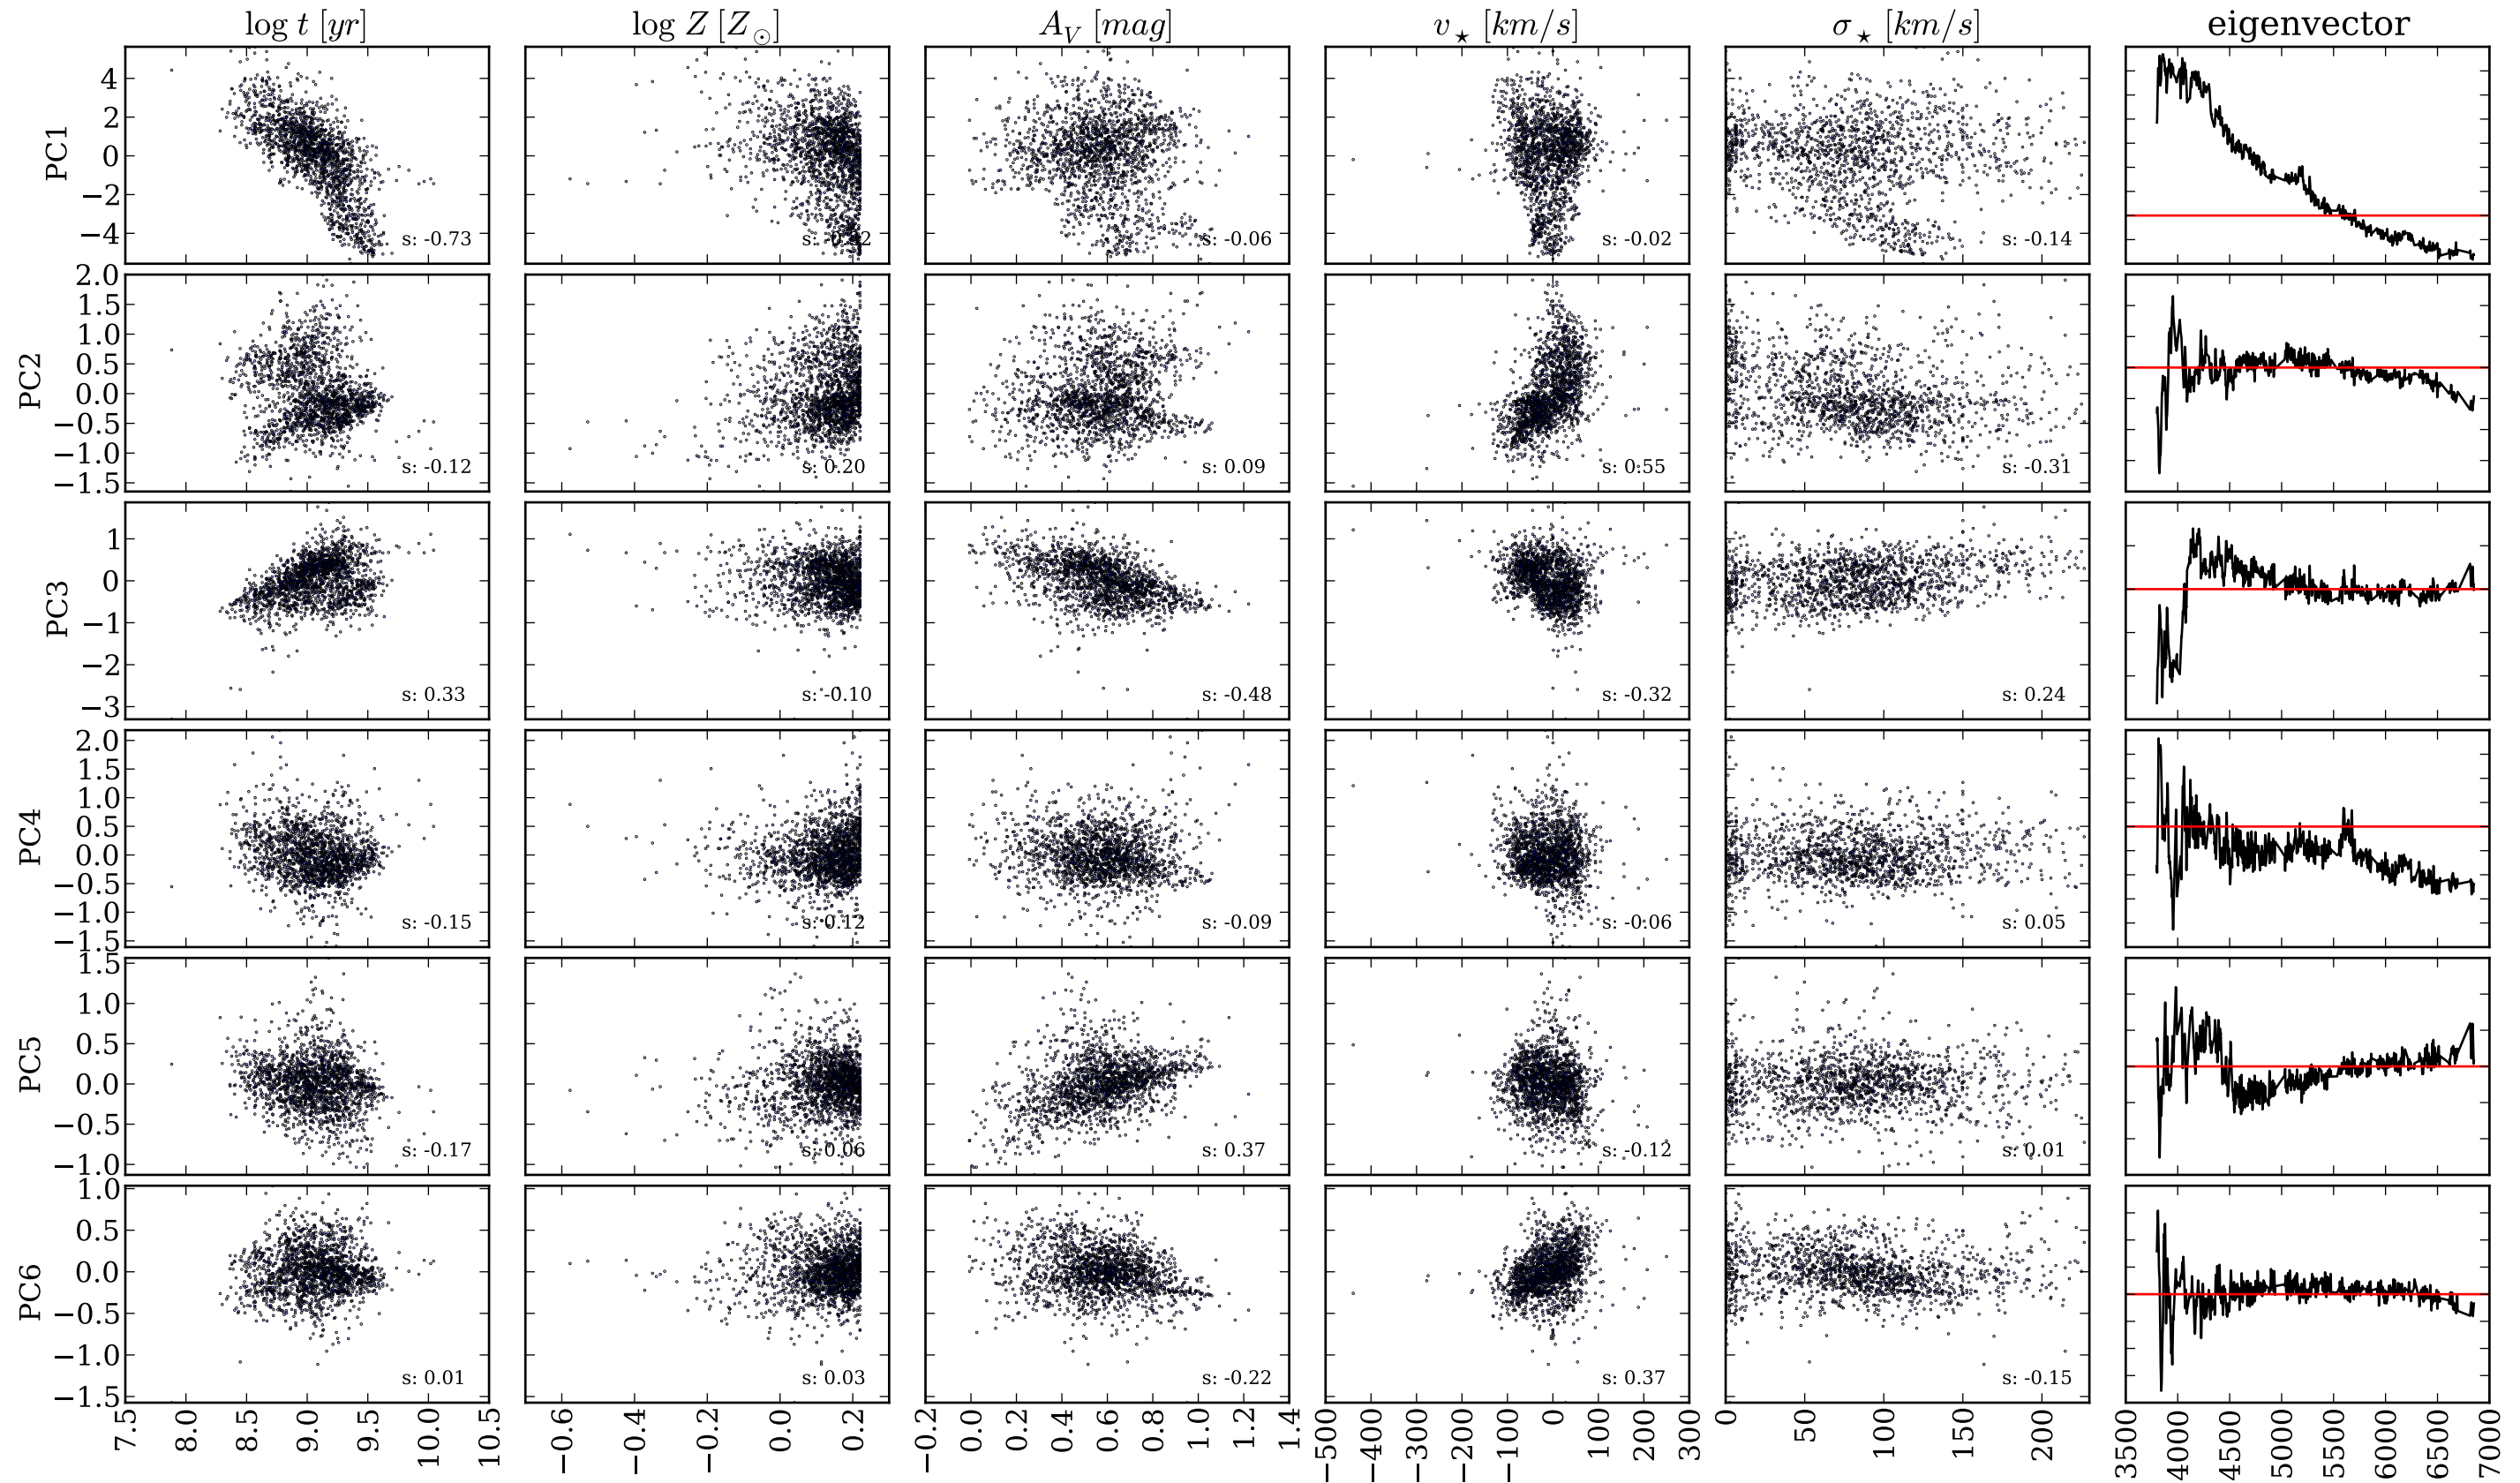 log t [yr] log Z [Z⊙] A_V [mag] v⋆ [km/s] σ⋆ [km/s] eigenvector
PC1
4
2
0
−2
−4
s: -0.73 s: -0.06 s: -0.02 s: -0.14
PC2
2.0
1.5
1.0
0.5
0.0
−0.5
−1.0
−1.5
s: -0.12 s: 0.20 s: 0.09 s: 0.55 s: -0.31
PC3
1
0
−1
−2
−3
s: 0.33 s: -0.10 s: -0.48 s: -0.32 s: 0.24
PC4
2.0
1.5
1.0
0.5
0.0
−0.5
−1.0
−1.5
s: -0.15 s: 0.12 s: -0.09 s: -0.06 s: 0.05
PC5
1.5
1.0
0.5
0.0
−0.5
−1.0
s: -0.17 s: 0.06 s: 0.37 s: -0.12 s: 0.01
PC6
1.0
0.5
0.0
−0.5
−1.0
−1.5
s: 0.01 s: 0.03 s: -0.22 s: 0.37 s: -0.15
7.5 8.0 8.5 9.0 9.5 10.0 10.5 −0.6 −0.4 −0.2 0.0 0.2 −0.2 0.0 0.2 0.4 0.6 0.8 1.0 1.2 1.4 −500 −400 −300 −200 −100 0 100 200 300 0 50 100 150 200 3500 4000 4500 5000 5500 6000 6500 7000